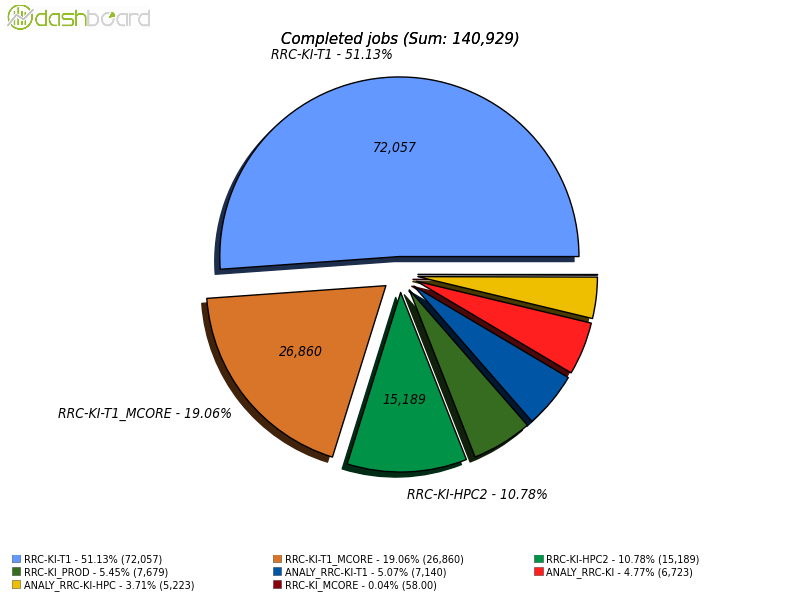 dashboard
Completed jobs (Sum: 140,929)
RRC-KI-T1 - 51.13%
72,057
26,860
15,189
RRC-KI-T1_MCORE - 19.06%
RRC-KI-HPC2 - 10.78%
RRC-KI-T1 - 51.13% (72,057)
RRC-KI-T1_MCORE - 19.06% (26,860)
RRC-KI-HPC2 - 10.78% (15,189)
RRC-KI_PROD - 5.45% (7,679)
ANALY_RRC-KI-T1 - 5.07% (7,140)
ANALY_RRC-KI - 4.77% (6,723)
ANALY_RRC-KI-HPC - 3.71% (5,223)
RRC-KI_MCORE - 0.04% (58.00)